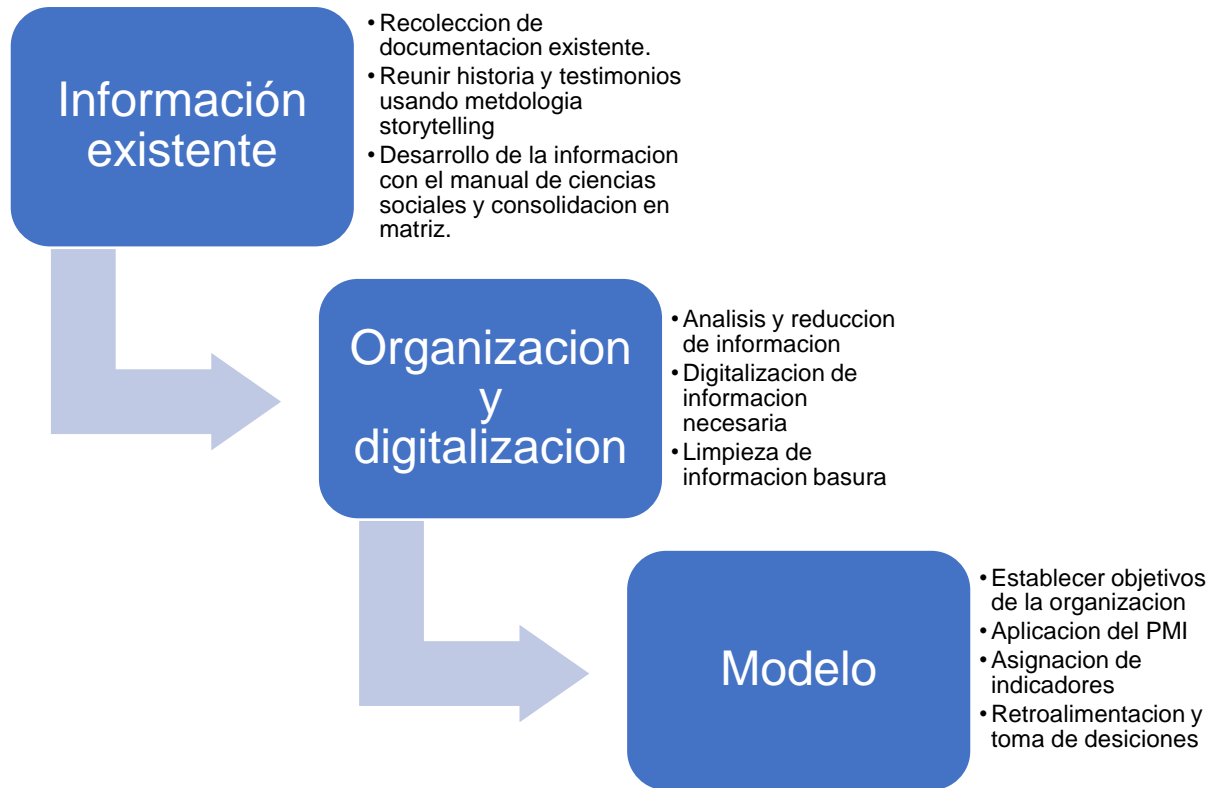 Información
existente
• Recoleccion de
documentacion existente.
• Reunir historia y testimonios
usando metdologia
storytelling
• Desarrollo de la informacion
con el manual de ciencias
sociales y consolidacion en
matriz.
Organizacion
y
digitalizacion
• Analisis y reduccion
de informacion
• Digitalizacion de
informacion
necesaria
• Limpieza de
informacion basura
Modelo
• Establecer objetivos
de la organizacion
• Aplicacion del PMI
• Asignacion de
indicadores
• Retroalimentacion y
toma de desiciones